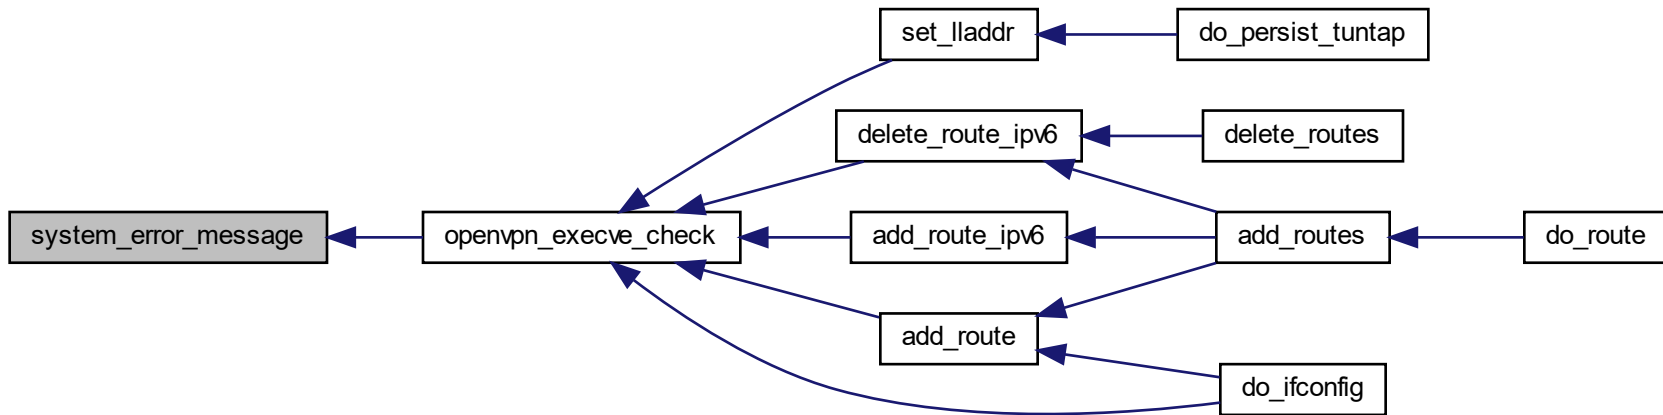 set_lladdr
do_persist_tuntap
delete_route_ipv6
delete_routes
system_error_message
openvpn_execve_check
add_route_ipv6
add_routes
do_route
add_route
do_ifconfig